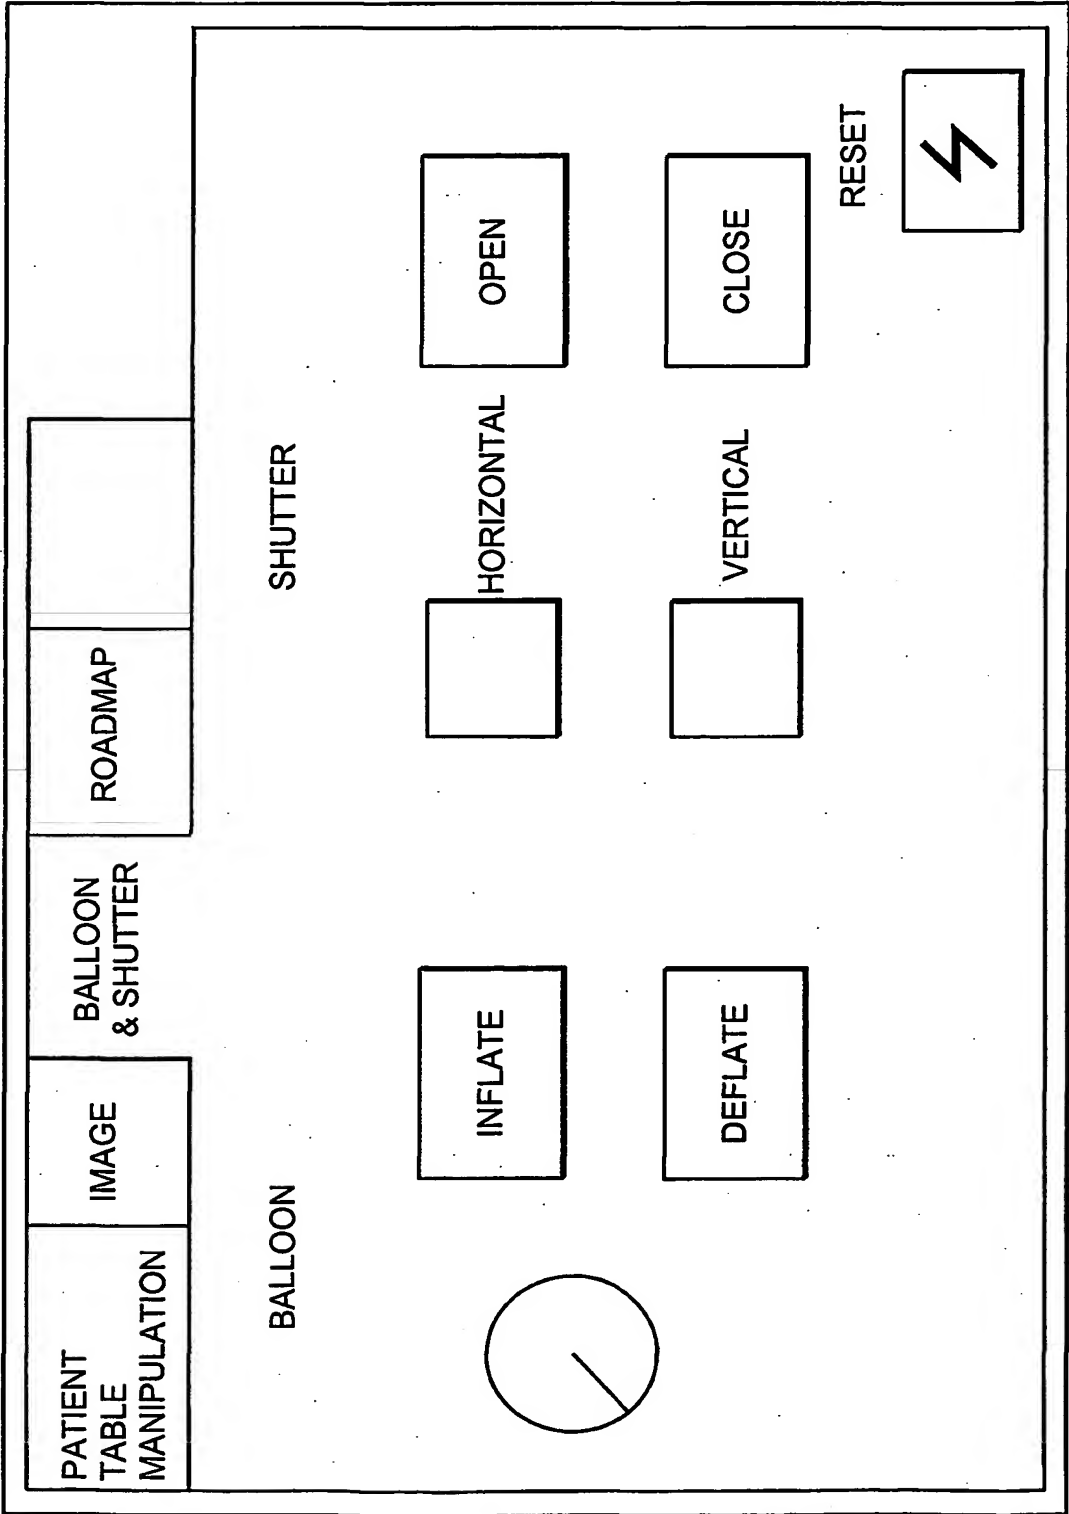 PATIENT
TABLE
MANIPULATION
IMAGE
BALLOON
& SHUTTER
ROADMAP
BALLOON
SHUTTER
INFLATE
HORIZONTAL
OPEN
DEFLATE
VERTICAL
CLOSE
RESET